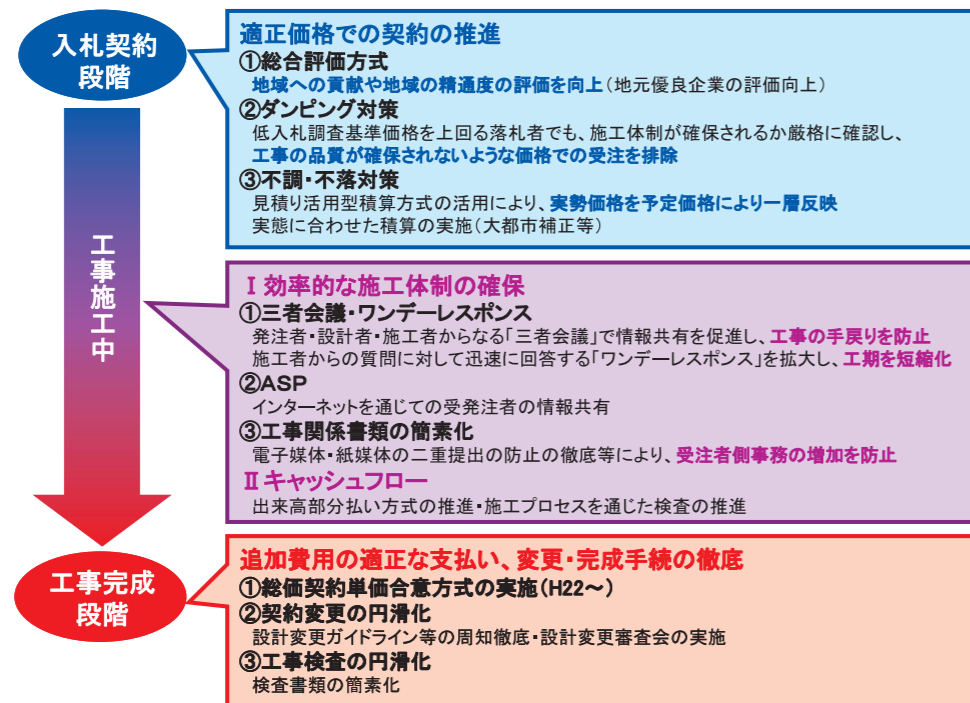 入札契約
段階
適正価格での契約の推進
①総合評価方式
地域への貢献や地域の精通度の評価を向上(地元優良企業の評価向上)
②ダンピング対策
低入札調査基準価格を上回る落札者でも、施工体制が確保されるか厳格に確認し、
工事の品質が確保されないような価格での受注を排除
③不調・不落対策
見積り活用型積算方式の活用により、実勢価格を予定価格により一層反映
実態に合わせた積算の実施(大都市補正等)
工事施工中
Ⅰ効率的な施工体制の確保
①三者会議・ワンデーレスポンス
発注者・設計者・施工者からなる「三者会議」で情報共有を促進し、工事の手戻りを防止
施工者からの質問に対して迅速に回答する「ワンデーレスポンス」を拡大し、工期を短縮化
②ASP
インターネットを通じての受発注者の情報共有
③工事関係書類の簡素化
電子媒体・紙媒体の二重提出の防止の徹底等により、受注者側事務の増加を防止
Ⅱキャッシュフロー
出来高部分払い方式の推進・施工プロセスを通じた検査の推進
工事完成
段階
追加費用の適正な支払い、変更・完成手続の徹底
①総価契約単価合意方式の実施(H22~)
②契約変更の円滑化
設計変更ガイドライン等の周知徹底・設計変更審査会の実施
③工事検査の円滑化
検査書類の簡素化